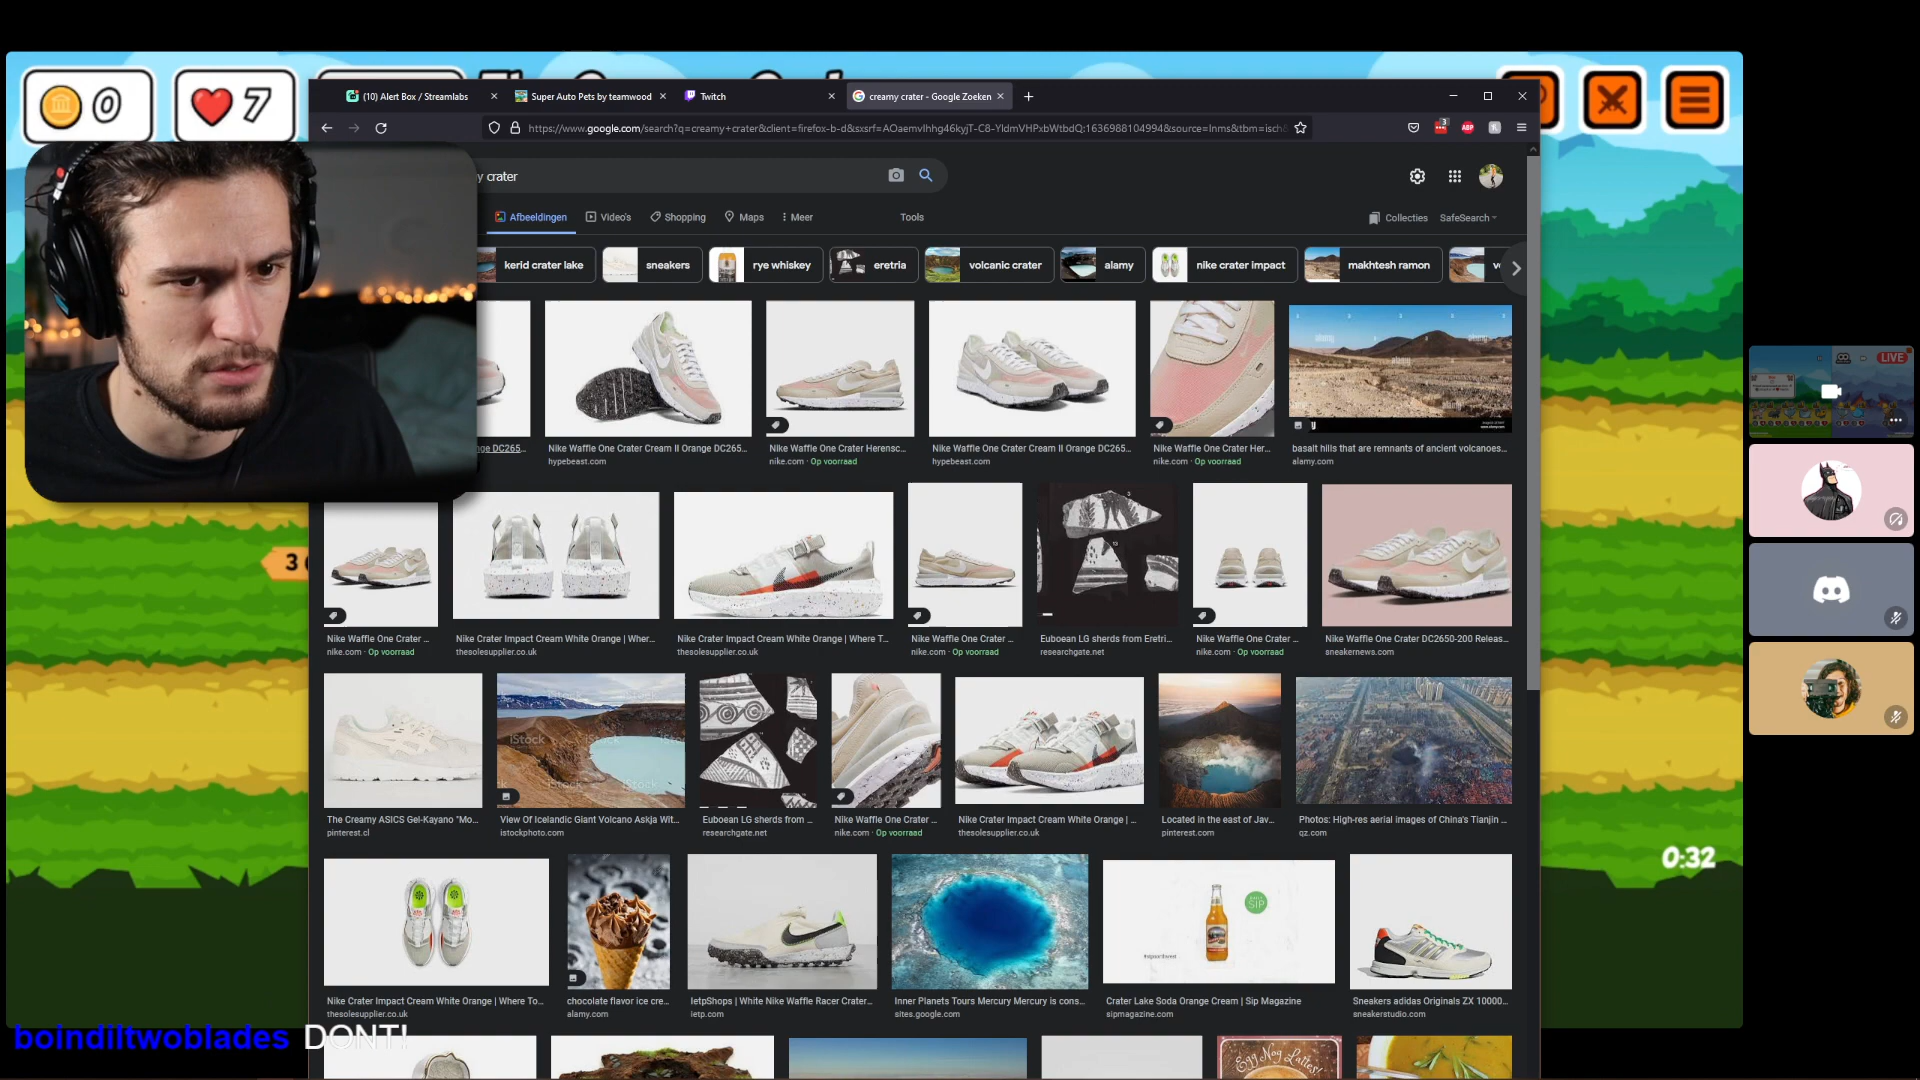 0
7
(10) Alert Box / Streamlabs
Super Auto Pets by teamwood
Twitch
creamy crater - Google Zoeken
https://www.google.com/search?q=creamy+crater&client=firefox-b-d&sxsrf=AOaemvIhhg46kyjT-C8-YldmVHPxbWtbdQ:1636988104994&source=lnms&tbm=isch
3
ABP
y crater
Afbeeldingen
Video's
Shopping
Maps
Meer
Tools
Collecties
SafeSearch
kerid crater lake
sneakers
rye whiskey
eretria
volcanic crater
alamy
nike crater impact
makhtesh ramon
nge DC265...
Nike Waffle One Crater Cream II Orange DC265...
hypebeast.com
Nike Waffle One Crater Herensc...
nike.com · Op voorraad
Nike Waffle One Crater Cream II Orange DC265...
hypebeast.com
Nike Waffle One Crater Her...
nike.com · Op voorraad
basalt hills that are remnants of ancient volcanoes...
alamy.com
LIVE
3
Nike Waffle One Crater ...
nike.com · Op voorraad
Nike Crater Impact Cream White Orange | Wher...
thesolesupplier.co.uk
Nike Crater Impact Cream White Orange | Where T...
thesolesupplier.co.uk
Nike Waffle One Crater ...
nike.com · Op voorraad
Euboean LG sherds from Eretri...
researchgate.net
Nike Waffle One Crater ...
nike.com · Op voorraad
Nike Waffle One Crater DC2650-200 Releas...
sneakernews.com
iStock
The Creamy ASICS Gel-Kayano "Mo...
pinterest.cl
View Of Icelandic Giant Volcano Askja Wit...
istockphoto.com
Euboean LG sherds from ...
researchgate.net
Nike Waffle One Crater ...
nike.com · Op voorraad
Nike Crater Impact Cream White Orange | ...
thesolesupplier.co.uk
Located in the east of Jav...
pinterest.com
Photos: High-res aerial images of China's Tianjin ...
qz.com
0:32
SIP
Nike Crater Impact Cream White Orange | Where To...
thesolesupplier.co.uk
chocolate flavor ice cre...
alamy.com
IetpShops | White Nike Waffle Racer Crater...
ietp.com
Inner Planets Tours Mercury Mercury is cons...
sites.google.com
Crater Lake Soda Orange Cream | Sip Magazine
sipmagazine.com
Sneakers adidas Originals ZX 10000...
sneakerstudio.com
boindiltwoblades DONT!
Egg Nog Lattes!